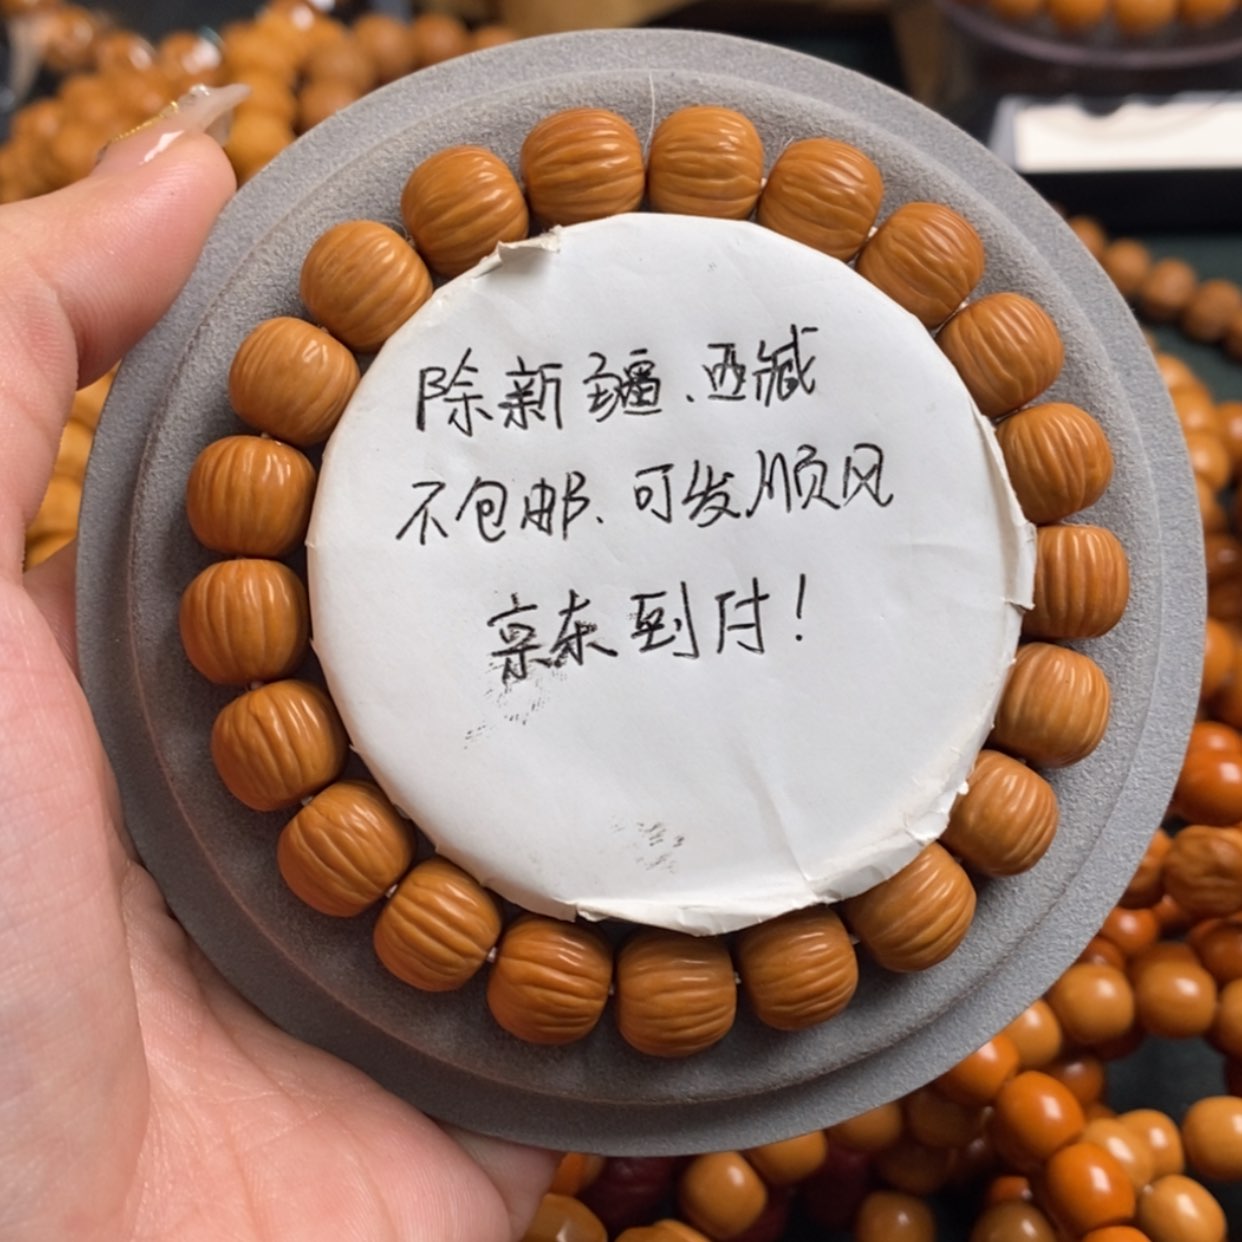 除新疆、西藏
不包邮、可发顺风
京东到付！